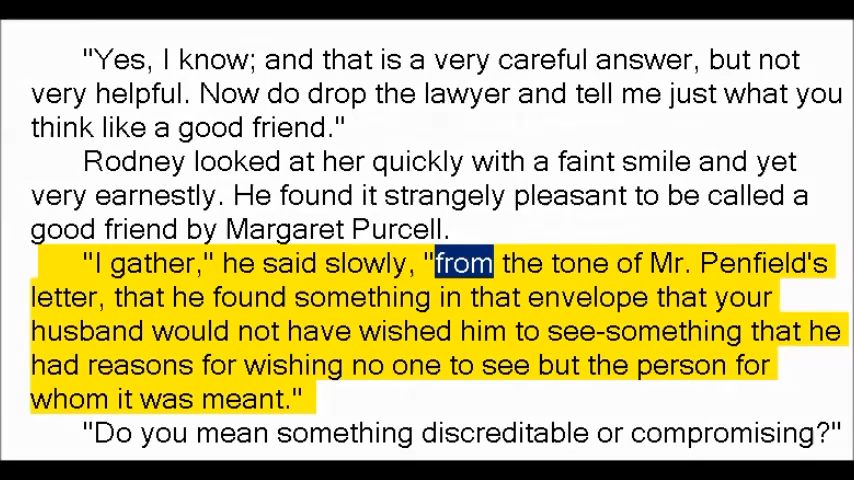 "Yes, I know; and that is a very careful answer, but not
very helpful. Now do drop the lawyer and tell me just what you
think like a good friend."
Rodney looked at her quickly with a faint smile and yet
very earnestly. He found it strangely pleasant to be called a
good friend by Margaret Purcell.
"I gather," he said slowly, "from the tone of Mr. Penfield's
letter, that he found something in that envelope that your
husband would not have wished him to see-something that he
had reasons for wishing no one to see but the person for
whom it was meant."
"Do you mean something discreditable or compromising?"